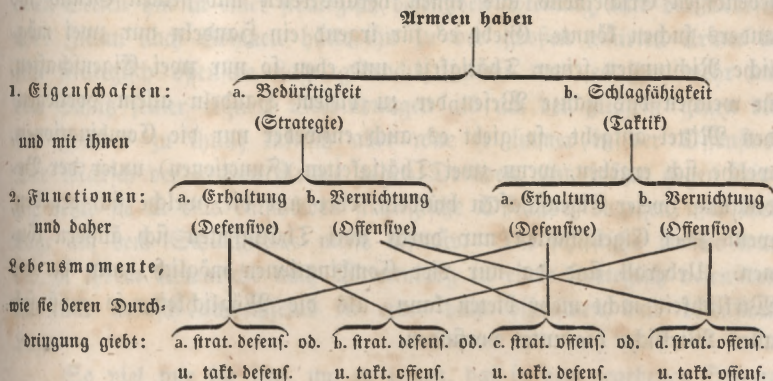 Armeen haben
1. Eigenschaften: a. Bedürftigkeit b. Schlagfähigkeit
(Strategie) (Taktik)
und mit ihnen
2. Functionen: a. Erhaltung b. Vernichtung a. Erhaltung b. Vernichtung
und daher (Defensive) (Offensive) (Defensive) (Offensive)
Lebensmomente,
wie sie deren Durch-
dringung giebt: a. strat. defens. od. b. strat. defens. od. c. strat. offens. od. d. strat. offens.
u. takt. defens. u. takt. offens. u. takt. defens. u. takt. offens.